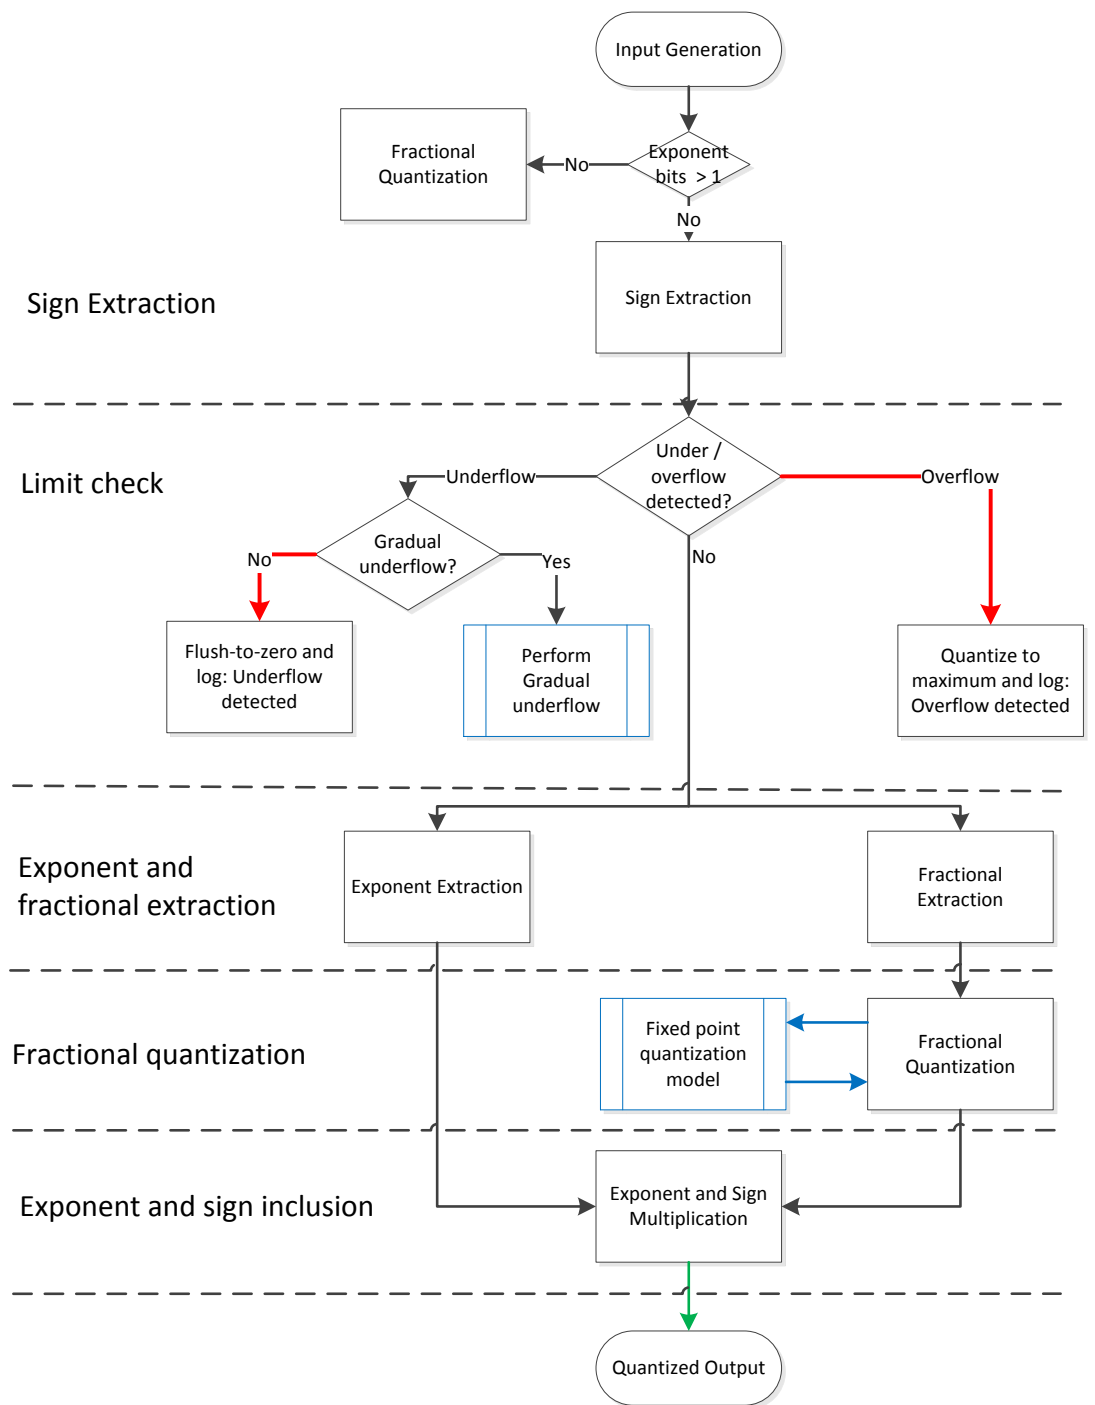 Input Generation
Fractional
Quantization
No
Exponent
bits > 1
No
Sign Extraction
Sign Extraction
Limit check
Underflow
Under /
overflow
detected?
Overflow
No
Gradual
underflow?
Yes
No
Flush-to-zero and
log: Underflow
detected
Perform
Gradual
underflow
Quantize to
maximum and log:
Overflow detected
Exponent and
fractional extraction
Exponent Extraction
Fractional
Extraction
Fractional quantization
Fixed point
quantization
model
Fractional
Quantization
Exponent and sign inclusion
Exponent and Sign
Multiplication
Quantized Output